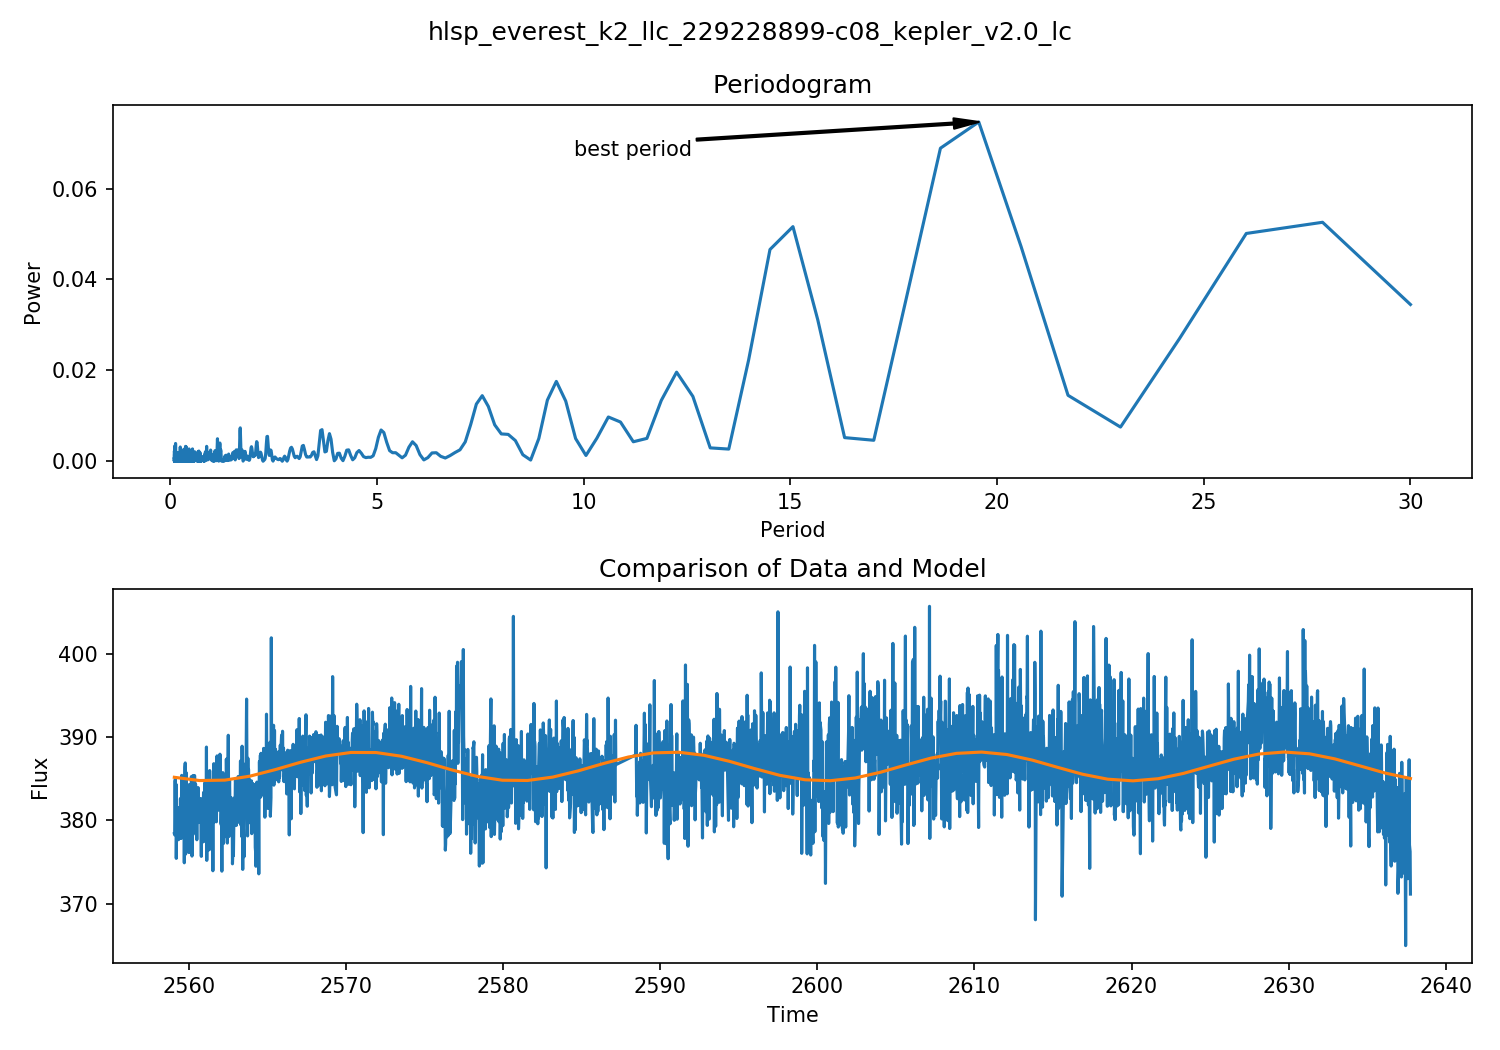 hlsp_everest_k2_llc_229228899-c08_kepler_v2.0_lc
Periodogram
best period
Power
0.06
0.04
0.02
0.00
0 5 10 15 20 25 30
Period
Comparison of Data and Model
Flux
400
390
380
370
2560 2570 2580 2590 2600 2610 2620 2630 2640
Time